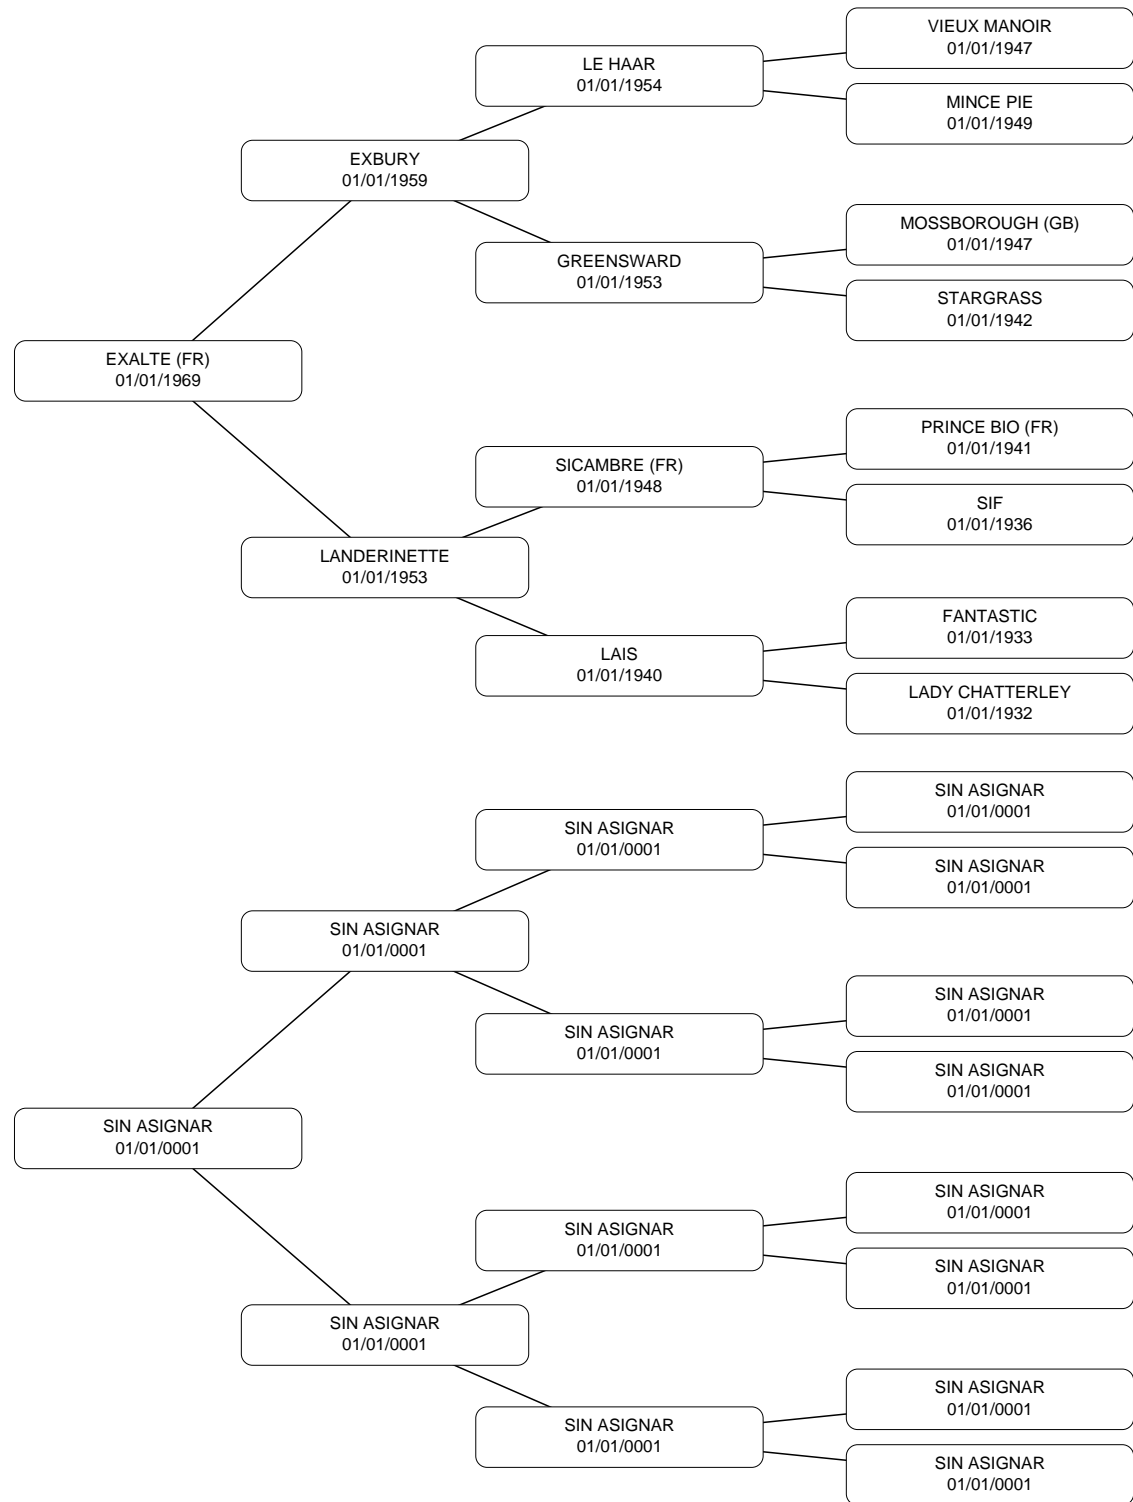 VIEUX MANOIR
01/01/1947
LE HAAR
01/01/1954
MINCE PIE
01/01/1949
EXBURY
01/01/1959
MOSSBOROUGH (GB)
01/01/1947
GREENSWARD
01/01/1953
STARGRASS
01/01/1942
EXALTE (FR)
01/01/1969
PRINCE BIO (FR)
01/01/1941
SICAMBRE (FR)
01/01/1948
SIF
01/01/1936
LANDERINETTE
01/01/1953
FANTASTIC
01/01/1933
LAIS
01/01/1940
LADY CHATTERLEY
01/01/1932
SIN ASIGNAR
01/01/0001
SIN ASIGNAR
01/01/0001
SIN ASIGNAR
01/01/0001
SIN ASIGNAR
01/01/0001
SIN ASIGNAR
01/01/0001
SIN ASIGNAR
01/01/0001
SIN ASIGNAR
01/01/0001
SIN ASIGNAR
01/01/0001
SIN ASIGNAR
01/01/0001
SIN ASIGNAR
01/01/0001
SIN ASIGNAR
01/01/0001
SIN ASIGNAR
01/01/0001
SIN ASIGNAR
01/01/0001
SIN ASIGNAR
01/01/0001
SIN ASIGNAR
01/01/0001